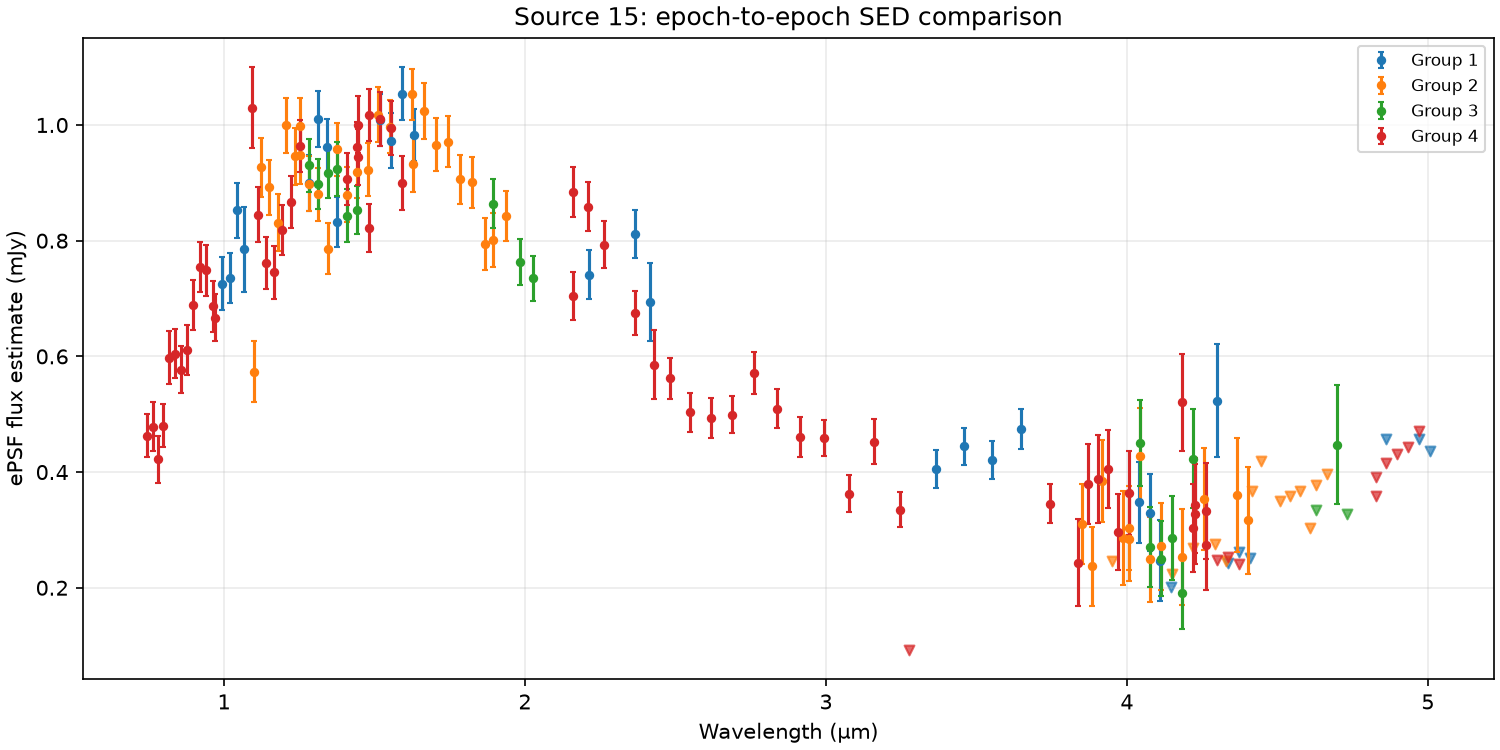 Source 15: epoch-to-epoch SED comparison
ePSF flux estimate (mJy)
1.0
0.8
0.6
0.4
0.2
Group 1
Group 2
Group 3
Group 4
1 2 3 4 5
Wavelength (μm)